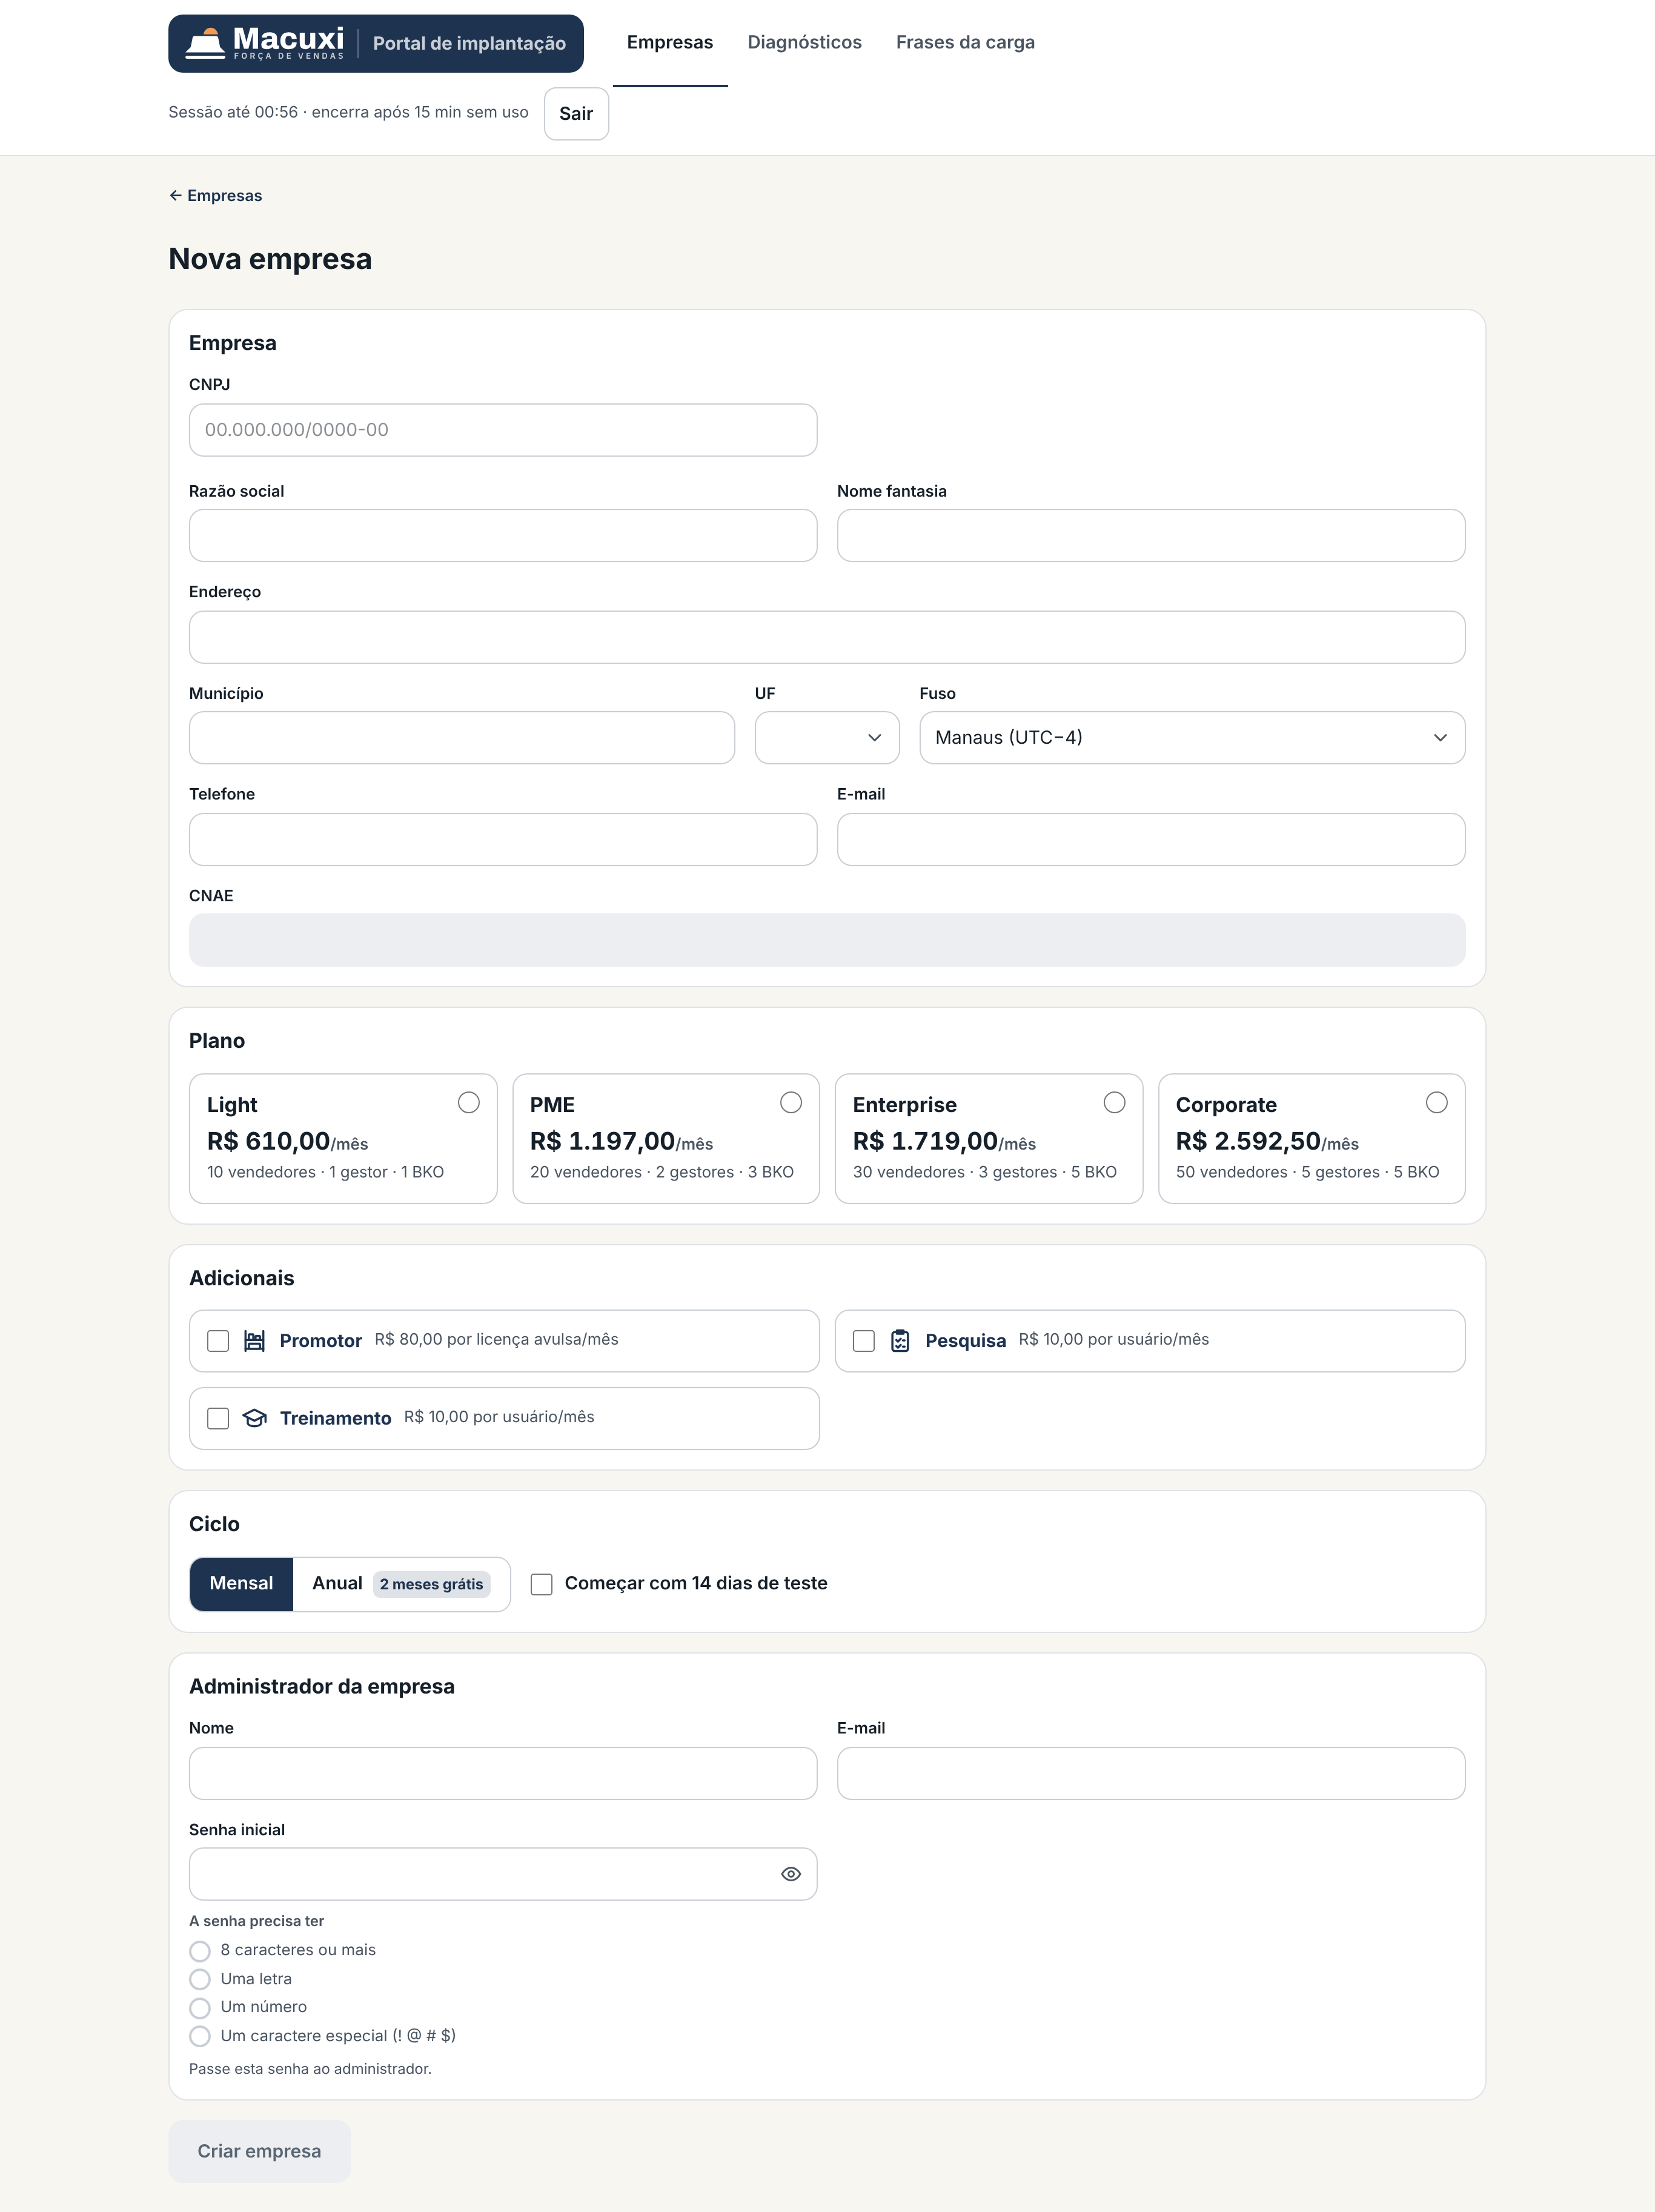 Macuxi
FORÇA DE VENDAS
Portal de implantação
Empresas
Diagnósticos
Frases da carga
Sessão até 00:56 · encerra após 15 min sem uso
Sair
← Empresas
Nova empresa
Empresa
CNPJ
00.000.000/0000-00
Razão social
Nome fantasia
Endereço
Município
UF
Fuso
Manaus (UTC−4)
Telefone
E-mail
CNAE
Plano
Light
R$ 610,00/mês
10 vendedores · 1 gestor · 1 BKO
PME
R$ 1.197,00/mês
20 vendedores · 2 gestores · 3 BKO
Enterprise
R$ 1.719,00/mês
30 vendedores · 3 gestores · 5 BKO
Corporate
R$ 2.592,50/mês
50 vendedores · 5 gestores · 5 BKO
Adicionais
Promotor R$ 80,00 por licença avulsa/mês
Pesquisa R$ 10,00 por usuário/mês
Treinamento R$ 10,00 por usuário/mês
Ciclo
Mensal
Anual 2 meses grátis
Começar com 14 dias de teste
Administrador da empresa
Nome
E-mail
Senha inicial
A senha precisa ter
8 caracteres ou mais
Uma letra
Um número
Um caractere especial (! @ # $)
Passe esta senha ao administrador.
Criar empresa